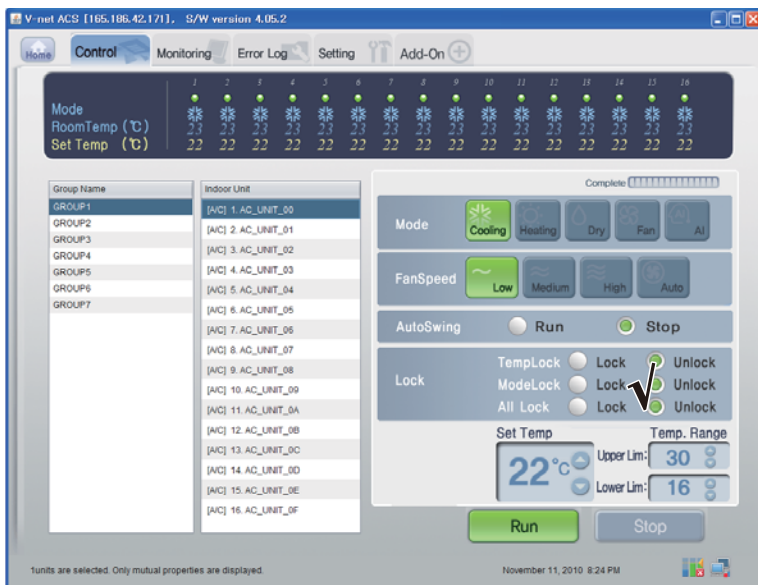 V-net ACS [165.186.42.171],   S/W version 4.05.2
Home Control Monitoring Error Log Setting Add-On
1 2 3 4 5 6 7 8 9 10 11 12 13 14 15 16
Mode
RoomTemp (℃) 23 23 23 23 23 23 23 23 23 23 23 23 23 23 23 23
Set Temp (℃) 22 22 22 22 22 22 22 22 22 22 22 22 22 22 22 22
Group Name
GROUP1
GROUP2
GROUP3
GROUP4
GROUP5
GROUP6
GROUP7
Indoor Unit
[A/C] 1. AC_UNIT_00
[A/C] 2. AC_UNIT_01
[A/C] 3. AC_UNIT_02
[A/C] 4. AC_UNIT_03
[A/C] 5. AC_UNIT_04
[A/C] 6. AC_UNIT_05
[A/C] 7. AC_UNIT_06
[A/C] 8. AC_UNIT_07
[A/C] 9. AC_UNIT_08
[A/C] 10. AC_UNIT_09
[A/C] 11. AC_UNIT_0A
[A/C] 12. AC_UNIT_0B
[A/C] 13. AC_UNIT_0C
[A/C] 14. AC_UNIT_0D
[A/C] 15. AC_UNIT_0E
[A/C] 16. AC_UNIT_0F
Complete
Mode Cooling Heating Dry Fan AI
FanSpeed Low Medium High Auto
AutoSwing Run Stop
TempLock Lock Unlock
Lock ModeLock Lock Unlock
All Lock Lock Unlock
Set Temp Temp. Range
22°C Upper Lim: 30
Lower Lim: 16
Run Stop
1units are selected. Only mutual properties are displayed. November 11, 2010 8:24 PM